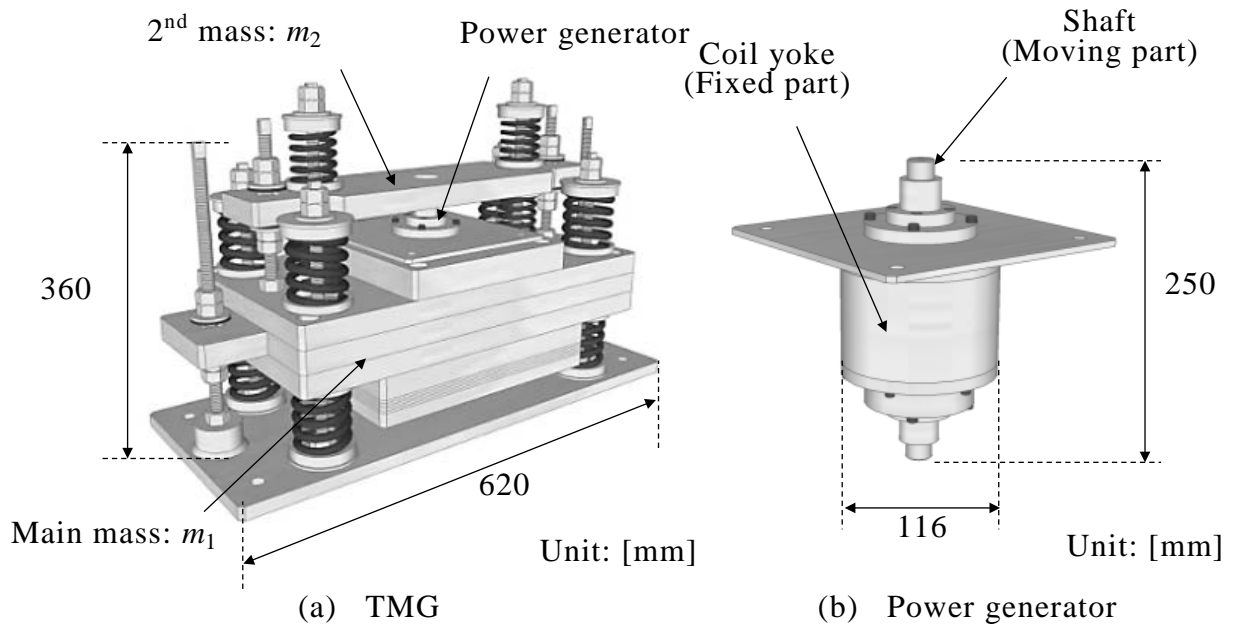 2nd mass: m2
Power generator
360
620
Main mass: m1
Unit: [mm]
(a) TMG
Shaft
(Moving part)
Coil yoke
(Fixed part)
250
116
Unit: [mm]
(b) Power generator